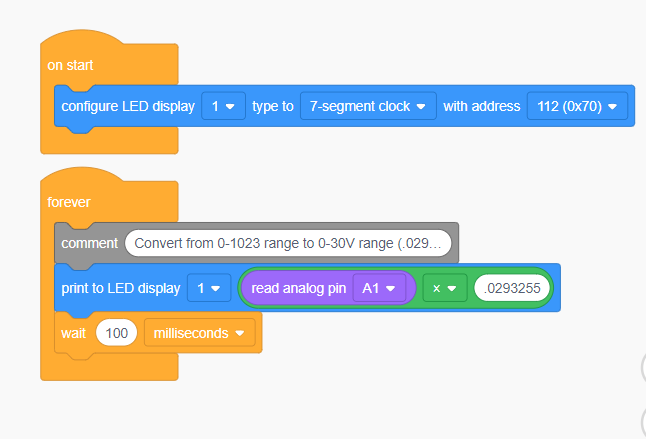 on start
configure LED display 1 type to 7-segment clock with address 112 (0x70)
forever
comment Convert from 0-1023 range to 0-30V range (.029...
print to LED display 1 read analog pin A1 x .0293255
wait 100 milliseconds